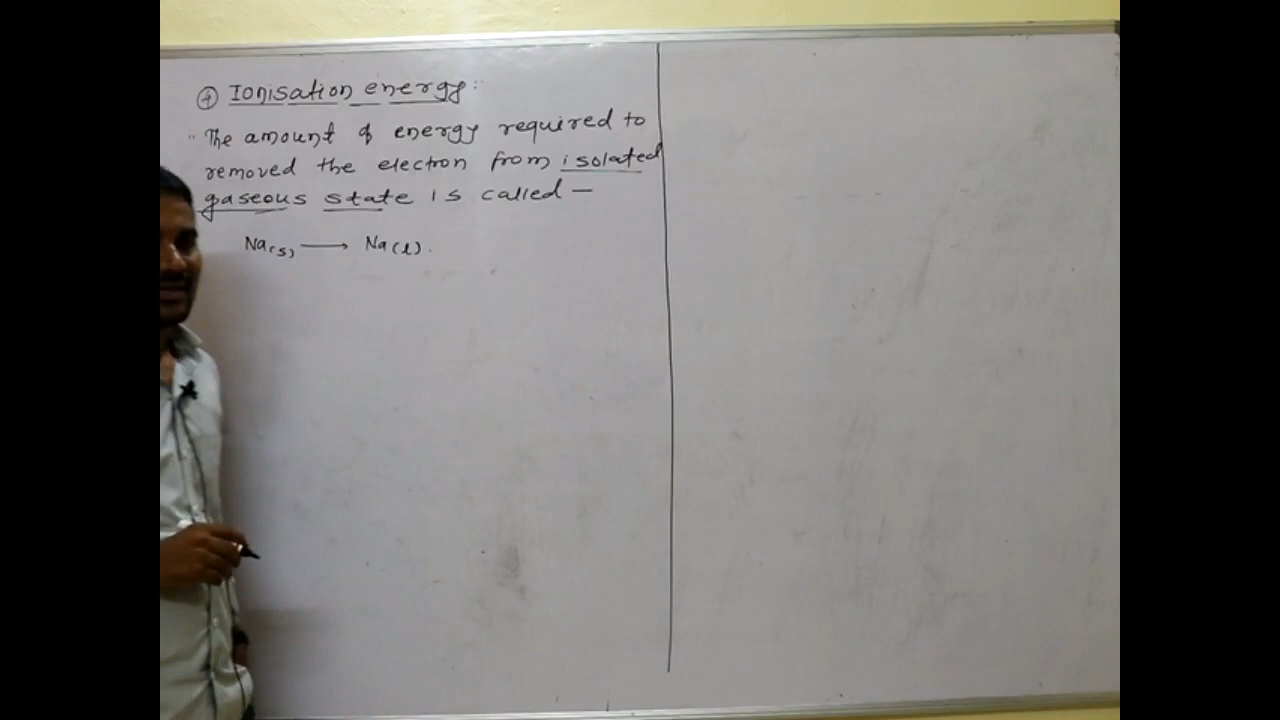 ④ Ionisation energy:
"The amount of energy required to
removed the electron from isolated
gaseous state is called —
Na(s) ⟶ Na(l).